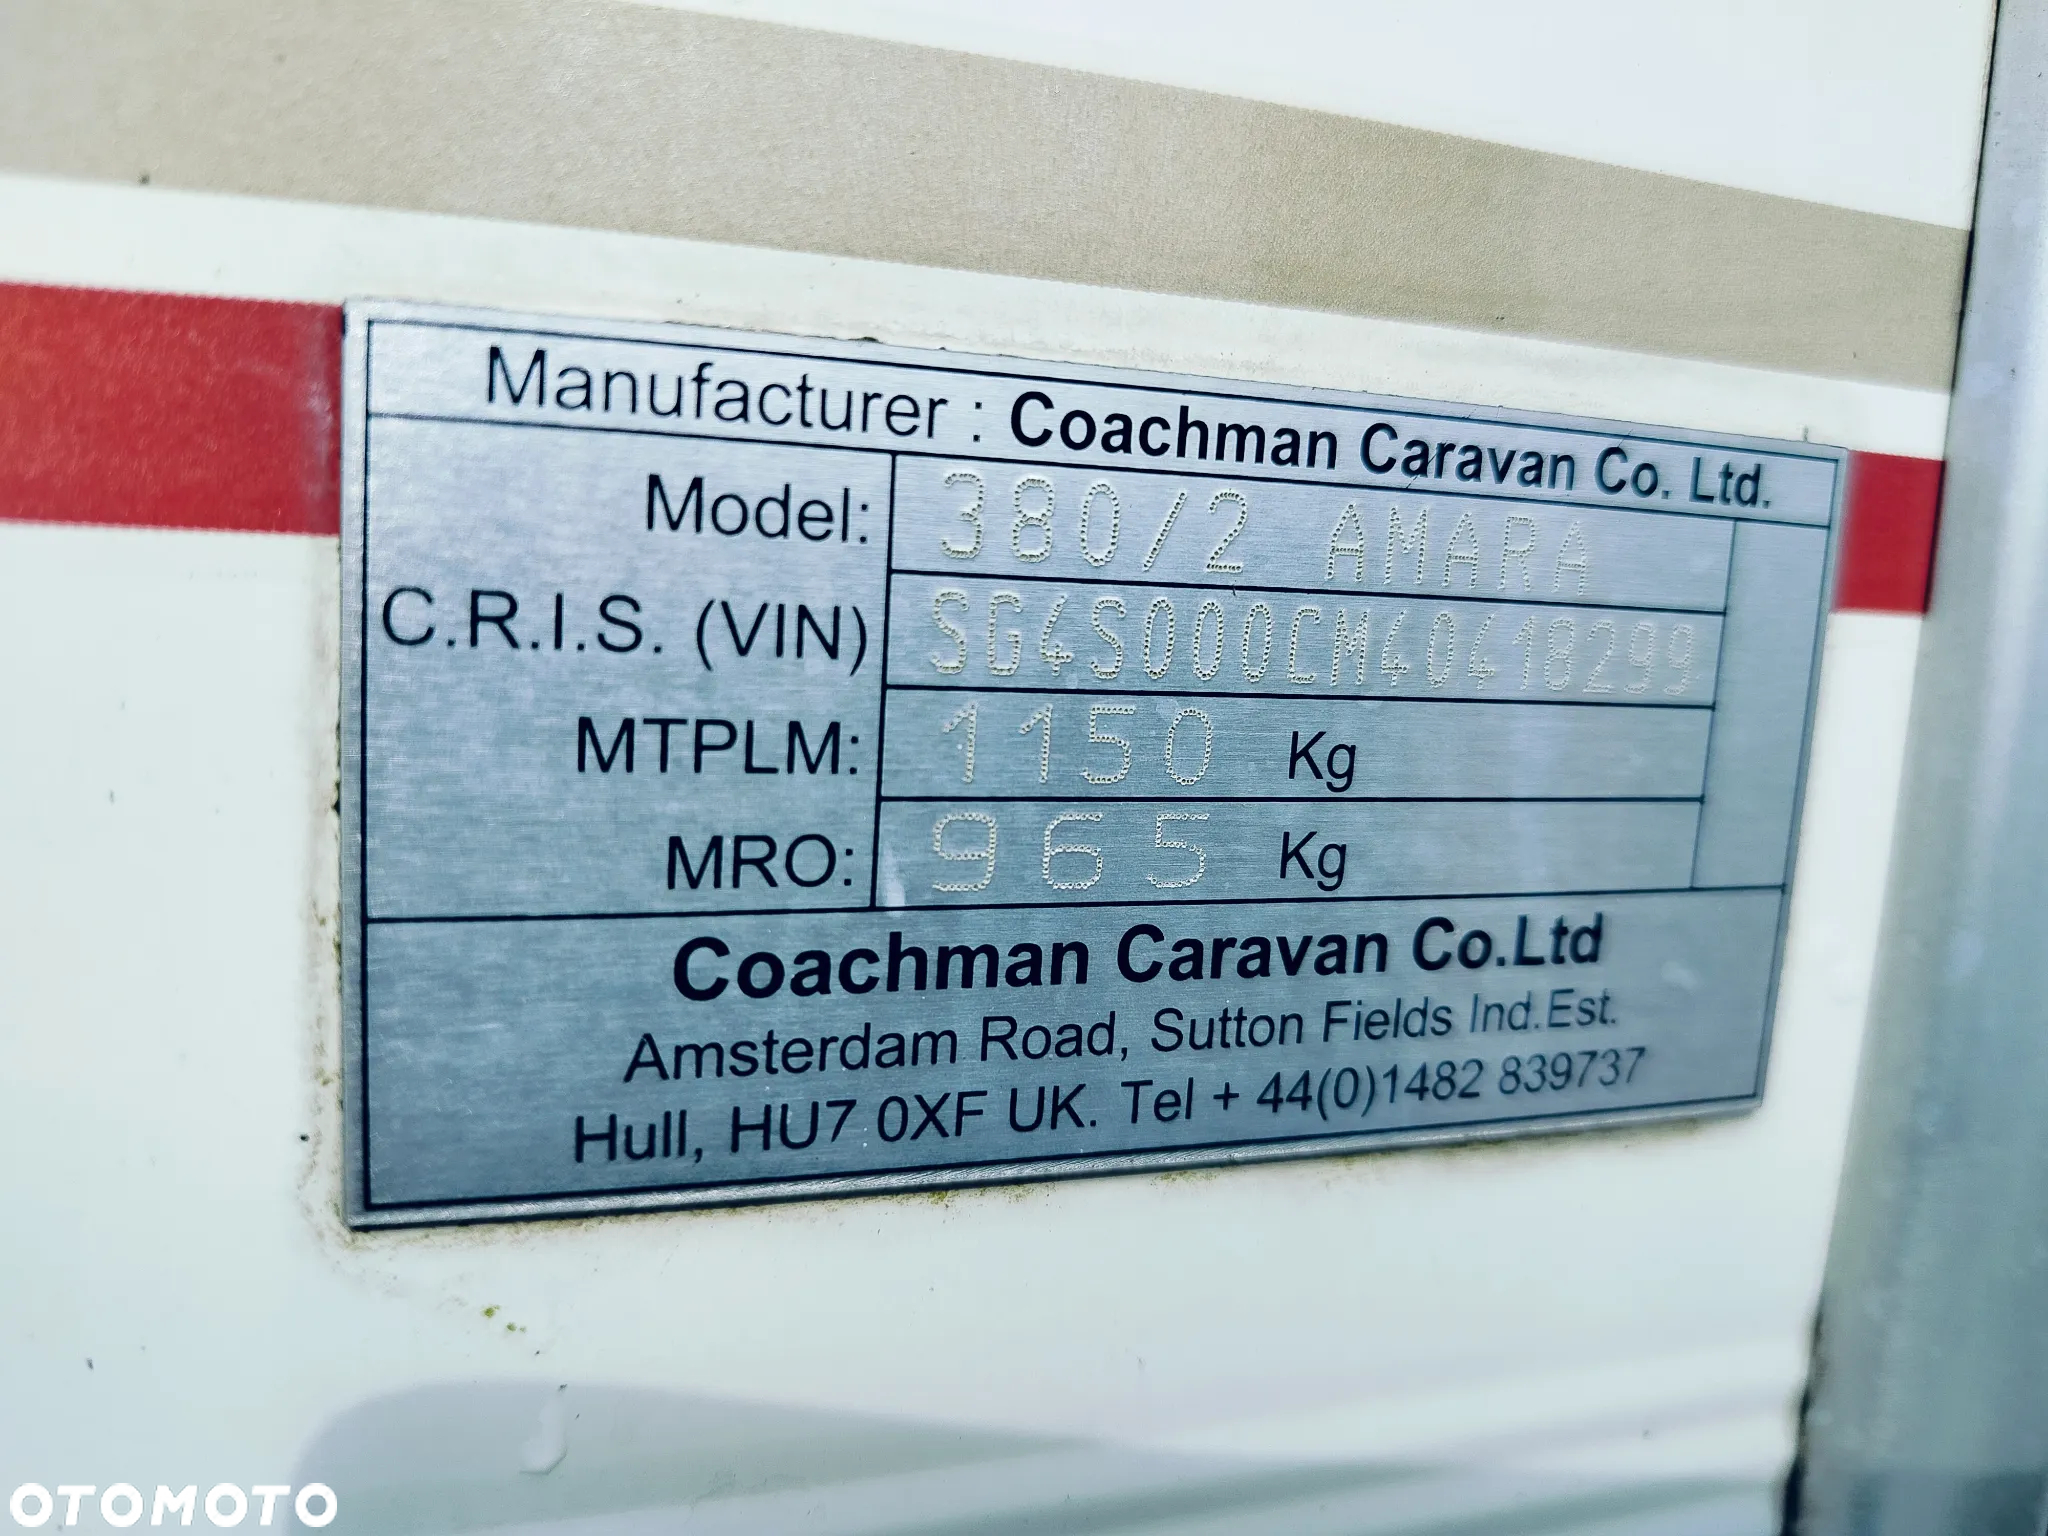 Manufacturer : Coachman Caravan Co. Ltd.
Model: 380/2 AMARA
C.R.I.S. (VIN) SG4S000CM40418299
MTPLM: 1150 Kg
MRO: 965 Kg
Coachman Caravan Co.Ltd
Amsterdam Road, Sutton Fields Ind.Est.
Hull, HU7 0XF UK. Tel + 44(0)1482 839737
OTOMOTO